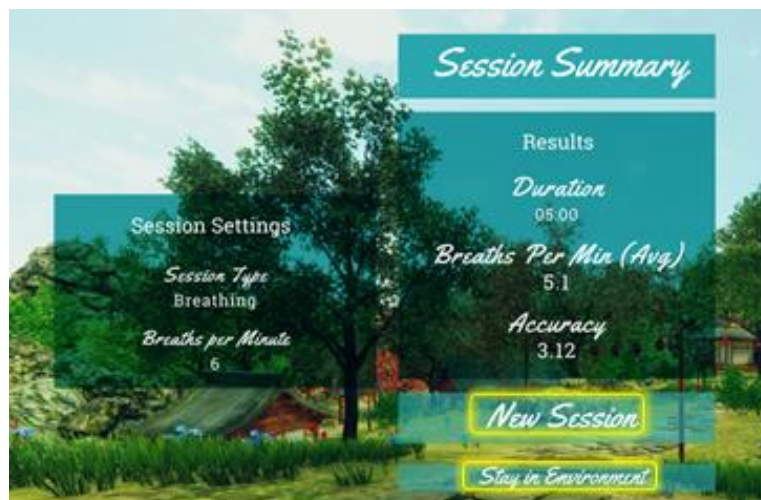 Session Summary
Results
Duration
05:00
Breaths Per Min (Avg)
5.1
Accuracy
3.12
Session Settings
Session Type
Breathing
Breaths per Minute
6
New Session
Stay in Environment